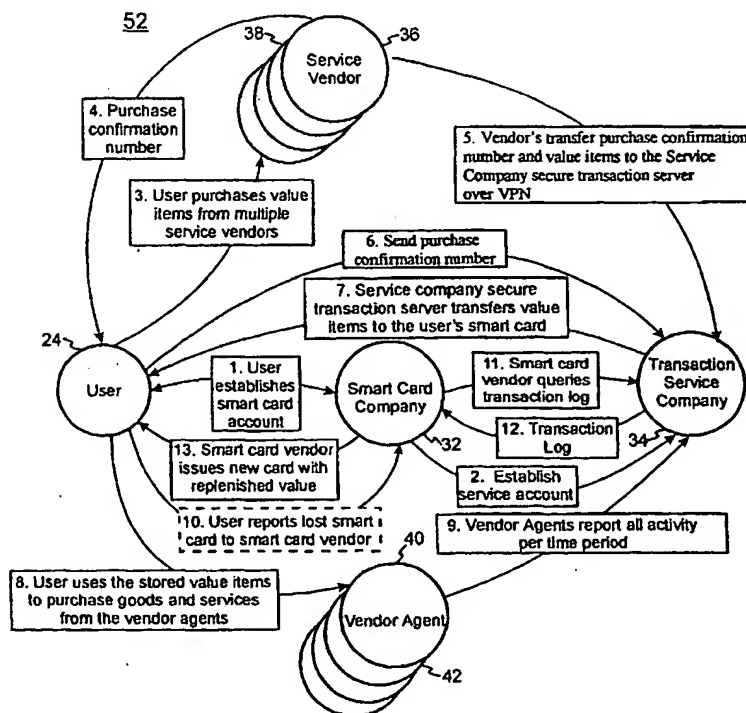 52
38
36
Service
Vendor
4. Purchase
confirmation
number
5. Vendor's transfer purchase confirmation
number and value items to the Service
Company secure transaction server
over VPN
3. User purchases value
items from multiple
service vendors
6. Send purchase
confirmation number
7. Service company secure
transaction server transfers value
items to the user's smart card
24
User
1. User
establishes
smart card
account
Smart Card
Company
32
11. Smart card
vendor queries
transaction log
Transaction
Service
Company
34
12. Transaction
Log
13. Smart card vendor
issues new card with
replenished value
2. Establish
service account
10. User reports lost smart
card to smart card vendor
9. Vendor Agents report all activity
per time period
40
8. User uses the stored value items
to purchase goods and services
from the vendor agents
Vendor Agent
42